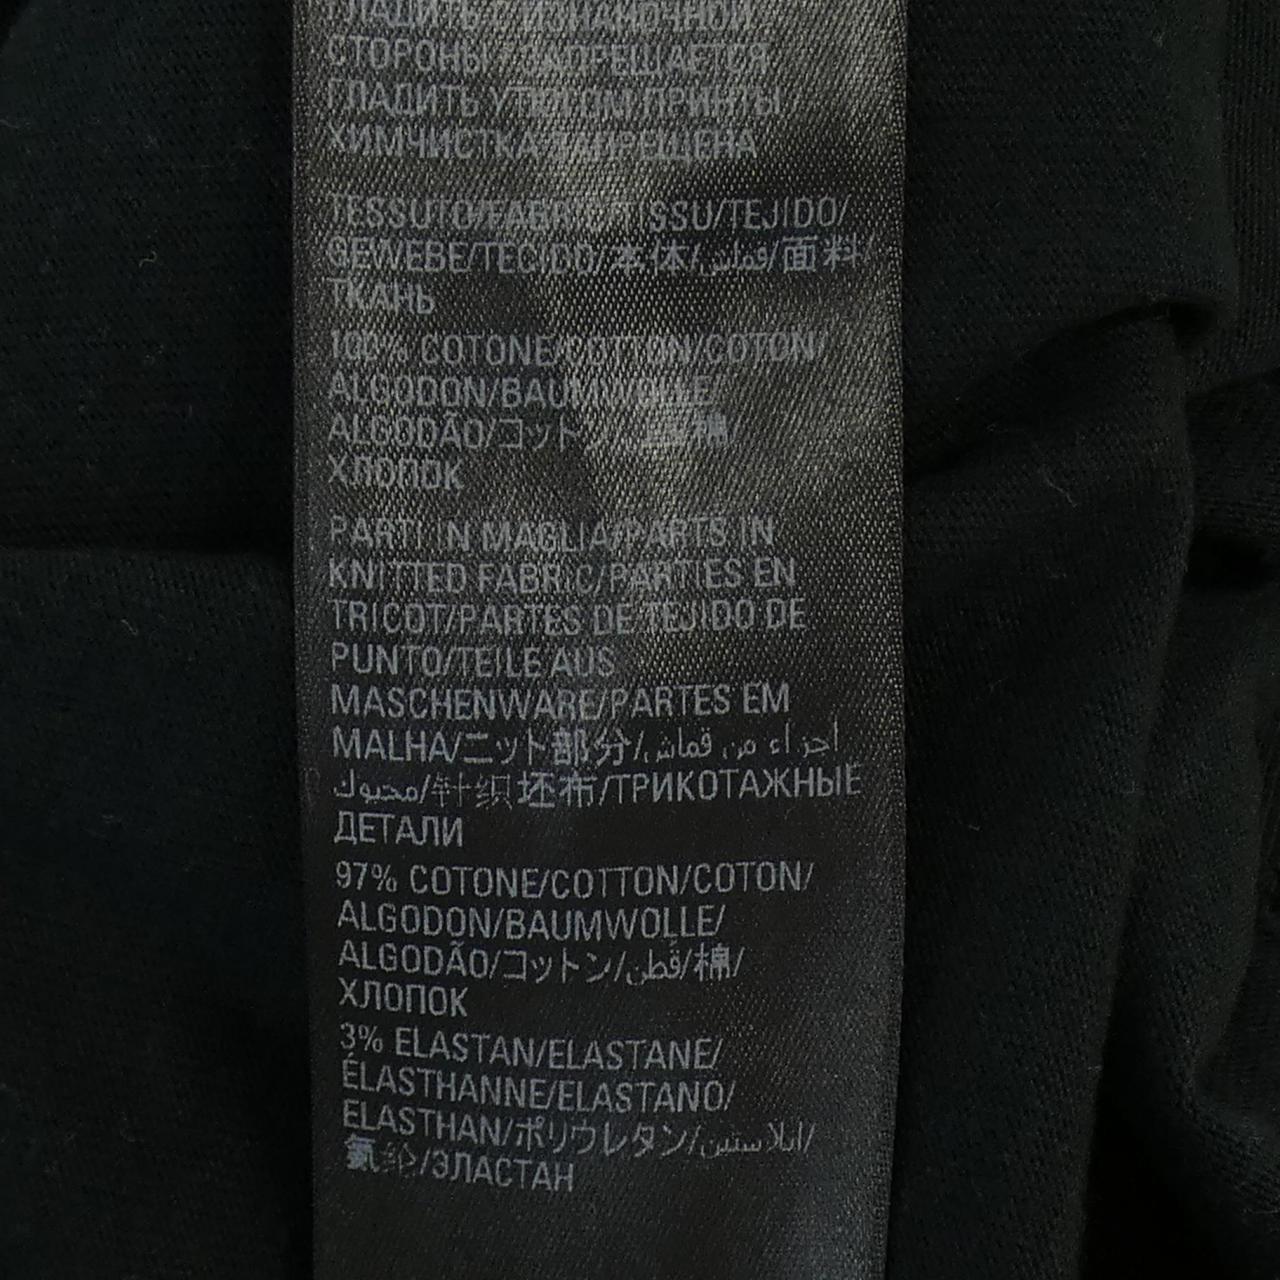 ГЛАДИТЬ С ИЗНАНОЧНОЙ
СТОРОНЫ ЗАПРЕЩАЕТСЯ
ГЛАДИТЬ УТЮГОМ ПРИНТЫ
ХИМЧИСТКА ЗАПРЕЩЕНА
TESSUTO/FABRIC/TISSU/TEJIDO/
GEWEBE/TECIDO/本体/قماش/面料/
ТКАНЬ
100% COTONE/COTTON/COTON/
ALGODON/BAUMWOLLE/
ALGODÃO/コットン/قطن/棉/
ХЛОПОК
PARTI IN MAGLIA/PARTS IN
KNITTED FABRIC/PARTIES EN
TRICOT/PARTES DE TEJIDO DE
PUNTO/TEILE AUS
MASCHENWARE/PARTES EM
MALHA/ニット部分/اجزاء من قماش
محبوك/针织坯布/ТРИКОТАЖНЫЕ
ДЕТАЛИ
97% COTONE/COTTON/COTON/
ALGODON/BAUMWOLLE/
ALGODÃO/コットン/قطن/棉/
ХЛОПОК
3% ELASTAN/ELASTANE/
ÉLASTHANNE/ELASTANO/
ELASTHAN/ポリウレタン/ايلاستين/
氨纶/ЭЛАСТАН